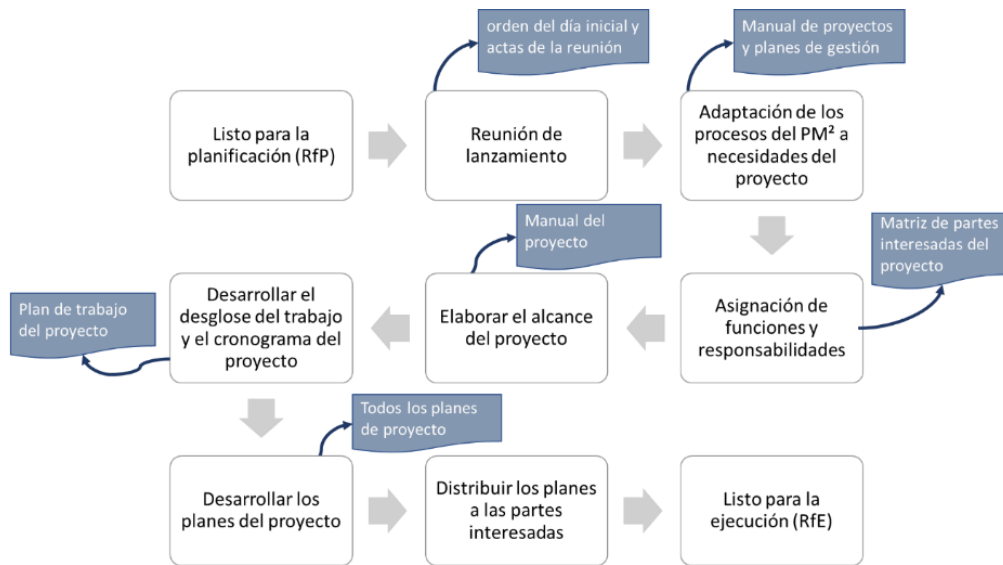 orden del día inicial y
actas de la reunión
Manual de proyectos
y planes de gestión
Listo para la
planificación (RfP)
Reunión de
lanzamiento
Adaptación de los
procesos del PM² a
necesidades del
proyecto
Manual del
proyecto
Matriz de partes
interesadas del
proyecto
Asignación de
funciones y
responsabilidades
Elaborar el alcance
del proyecto
Desarrollar el
desglose del trabajo
y el cronograma del
proyecto
Plan de trabajo
del proyecto
Todos los planes
de proyecto
Desarrollar los
planes del proyecto
Distribuir los planes
a las partes
interesadas
Listo para la
ejecución (RfE)